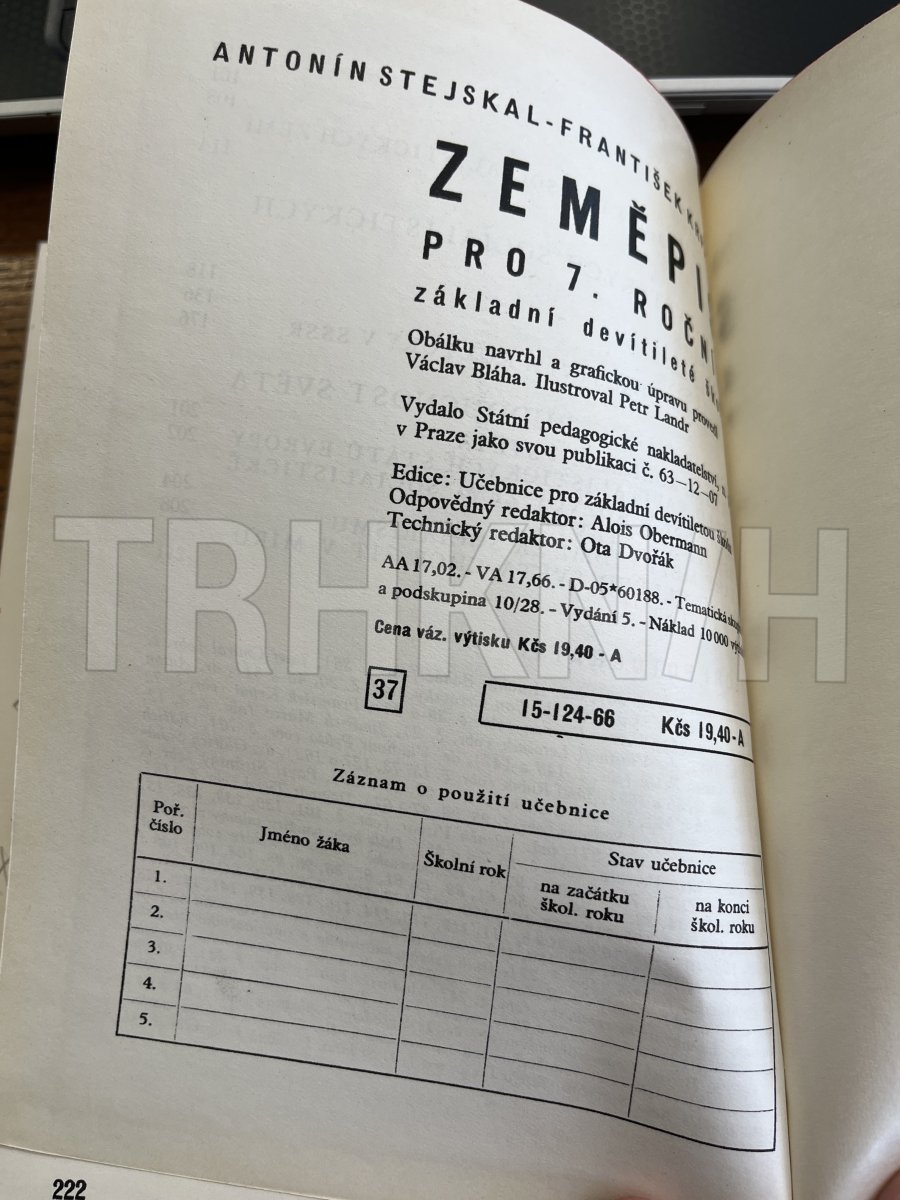 ANTONÍN STEJSKAL-FRANTIŠEK
ZEMĚPI
PRO 7. ROČN
základní devítileté
Obálku navrhl a grafickou úpravu provedl
Václav Bláha. Ilustroval Petr Landr
Vydalo Státní pedagogické nakladatelství, n.
v Praze jako svou publikaci č. 63—12—07
Edice: Učebnice pro základní devítiletou školu
Odpovědný redaktor: Alois Obermann
Technický redaktor: Ota Dvořák
AA 17,02. - VA 17,66. - D-05*60188. - Tematická
a podskupina 10/28. - Vydání 5. - Náklad 10 000
Cena váz. výtisku Kčs 19,40 - A
37
15-124-66 Kčs 19,40-A
Záznam o použití učebnice
Poř. číslo
Jméno žáka
Školní rok
Stav učebnice
na začátku škol. roku
na konci škol. roku
1.
2.
3.
4.
5.
222
TRHKNIH